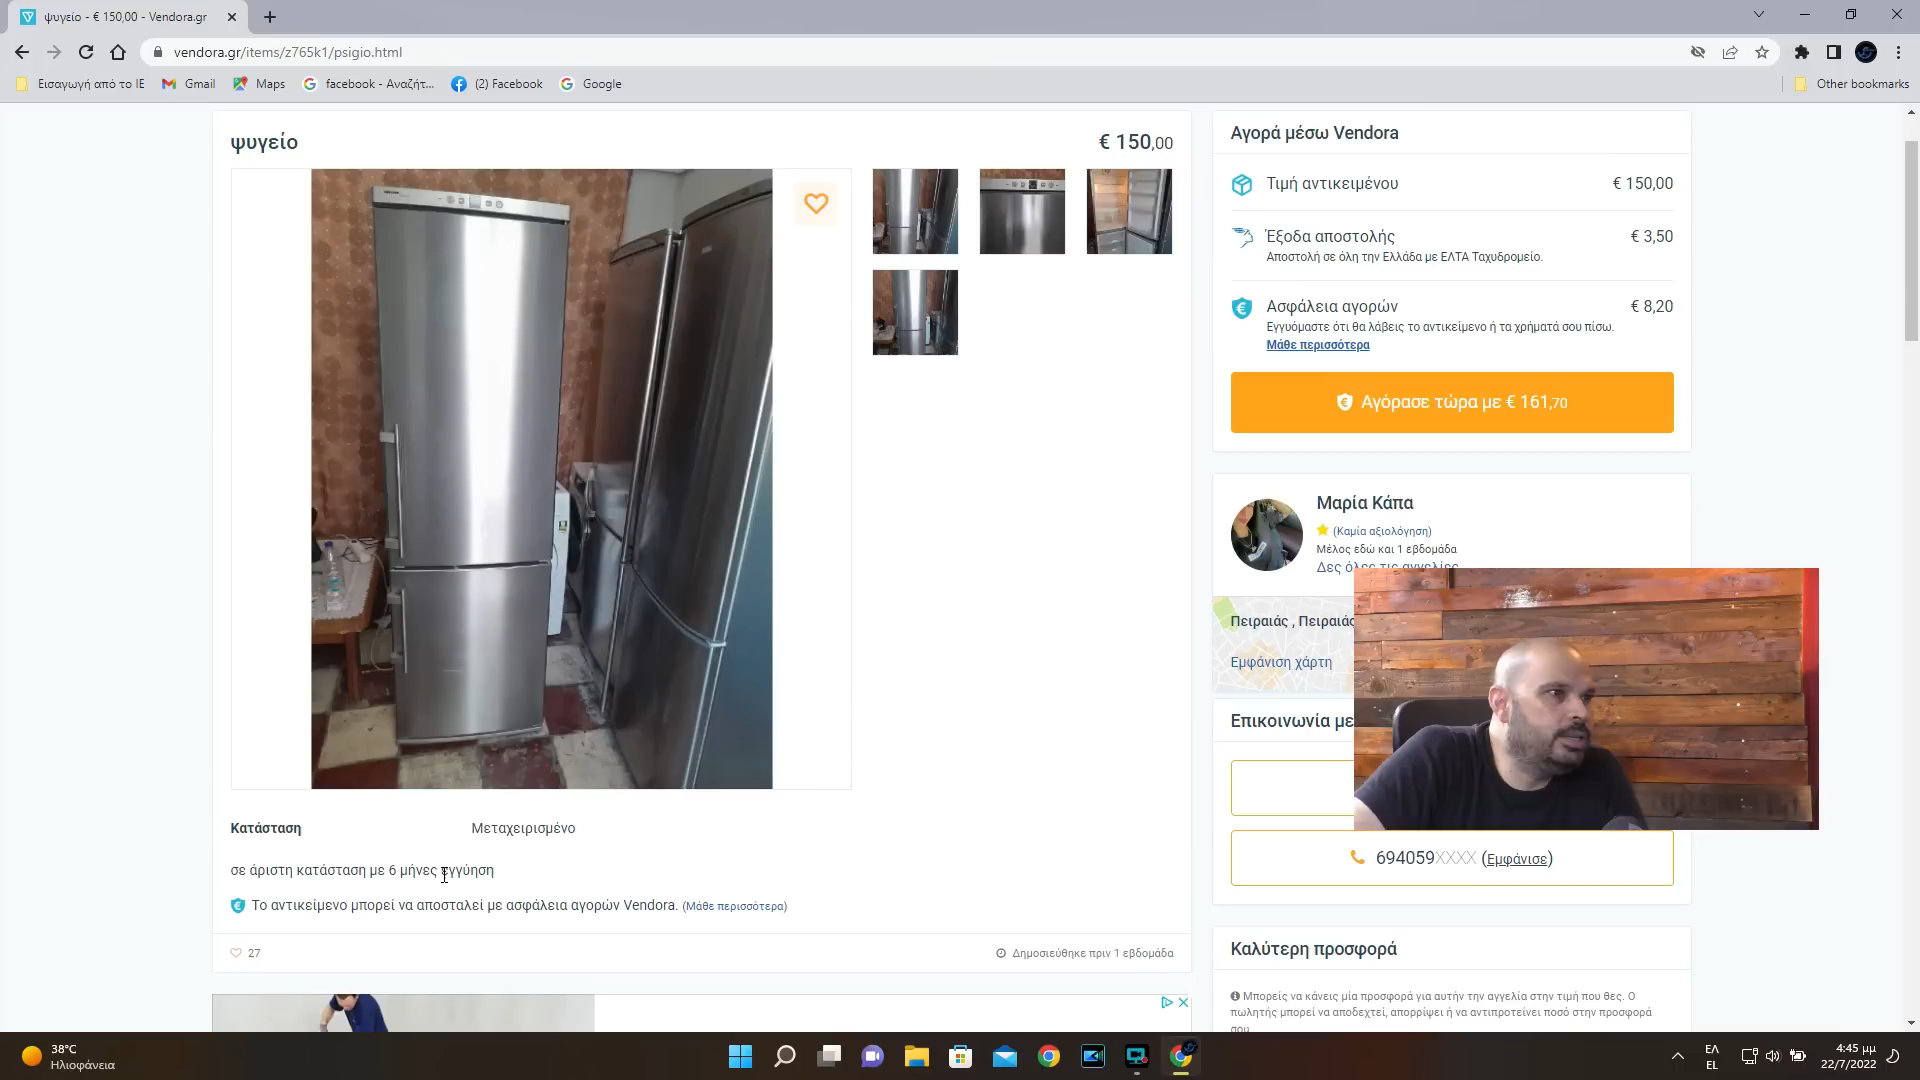 ψυγείο - € 150,00 - Vendora.gr
vendora.gr/items/z765k1/psigio.html
Εισαγωγή από το IE
Gmail
Maps
facebook - Αναζήτ...
(2) Facebook
Google
Other bookmarks
ψυγείο
€ 150,00
Κατάσταση
Μεταχειρισμένο
σε άριστη κατάσταση με 6 μήνες εγγύηση
Το αντικείμενο μπορεί να αποσταλεί με ασφάλεια αγορών Vendora. (Μάθε περισσότερα)
27
Δημοσιεύθηκε πριν 1 εβδομάδα
Αγορά μέσω Vendora
Τιμή αντικειμένου
€ 150,00
Έξοδα αποστολής
€ 3,50
Αποστολή σε όλη την Ελλάδα με ΕΛΤΑ Ταχυδρομείο.
Ασφάλεια αγορών
€ 8,20
Εγγυόμαστε ότι θα λάβεις το αντικείμενο ή τα χρήματά σου πίσω.
Μάθε περισσότερα
Αγόρασε τώρα με € 161,70
Μαρία Κάπα
(Καμία αξιολόγηση)
Μέλος εδώ και 1 εβδομάδα
Δες όλες τις αγγελίες
Πειραιάς , Πειραιάς
Εμφάνιση χάρτη
Επικοινωνία με
694059XXXX (Εμφάνισε)
Καλύτερη προσφορά
Μπορείς να κάνεις μία προσφορά για αυτήν την αγγελία στην τιμή που θες. Ο
πωλητής μπορεί να αποδεχτεί, απορρίψει ή να αντιπροτείνει ποσό στην προσφορά
σου
38°C
Ηλιοφάνεια
ΕΛ
EL
4:45 μμ
22/7/2022